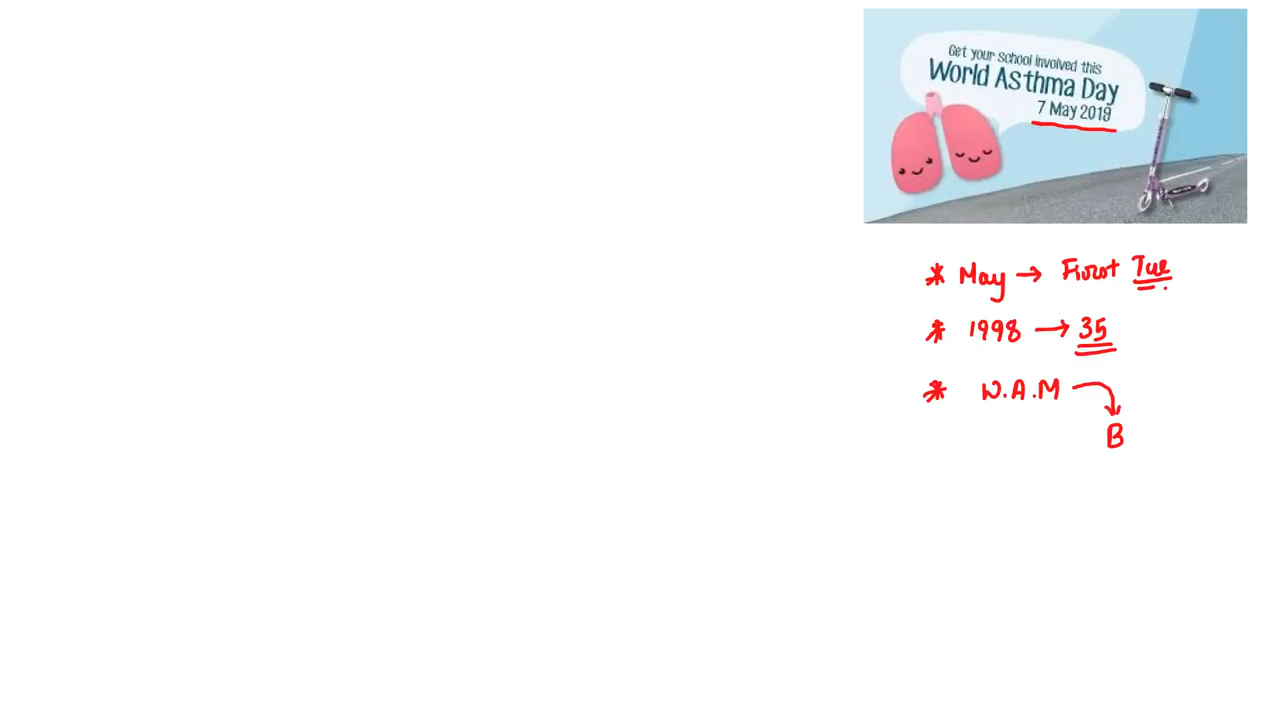 Get your school involved this
World Asthma Day
7 May 2019
* May → First Tue
* 1998 → 35
* W.A.M
B